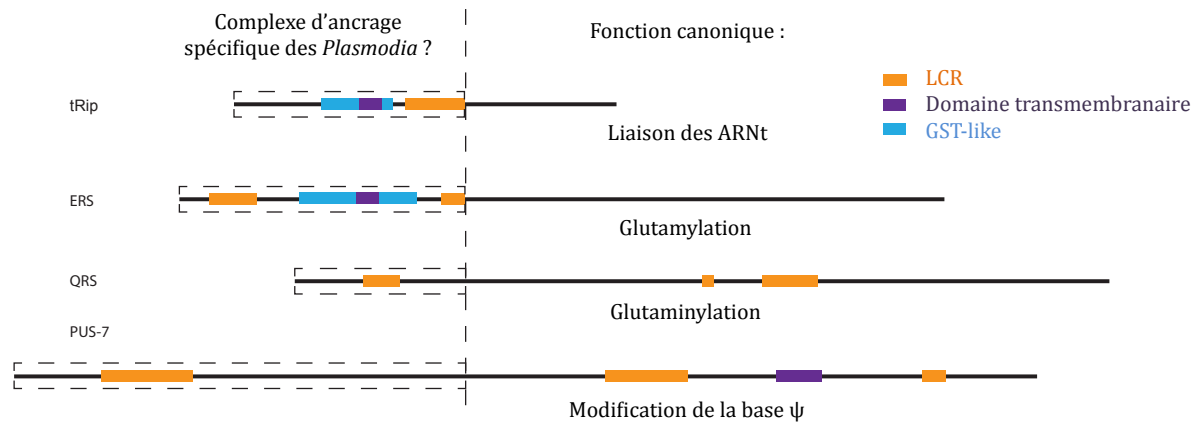 Complexe d'ancrage
spécifique des Plasmodia ?
Fonction canonique :
LCR
Domaine transmembranaire
GST-like
tRip
Liaison des ARNt
ERS
Glutamylation
QRS
Glutaminylation
PUS-7
Modification de la base ψ